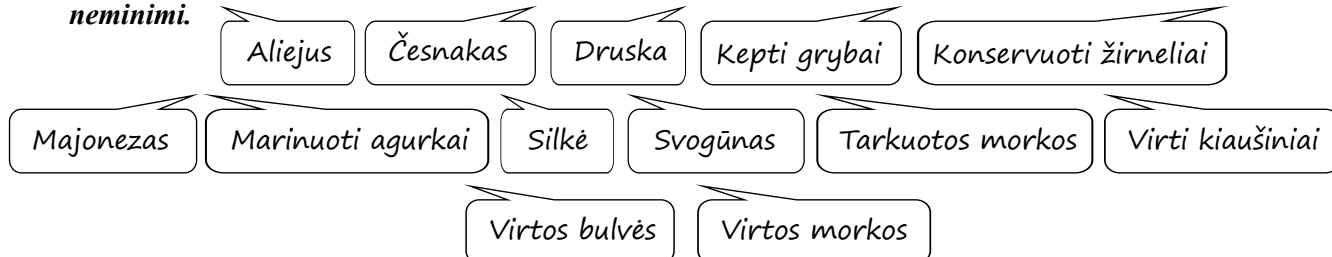 neminimi.
Aliejus Česnakas Druska Kepti grybai Konservuoti žirneliai
Majonezas Marinuoti agurkai Silkė Svogūnas Tarkuotos morkos Virti kiaušiniai
Virtos bulvės Virtos morkos